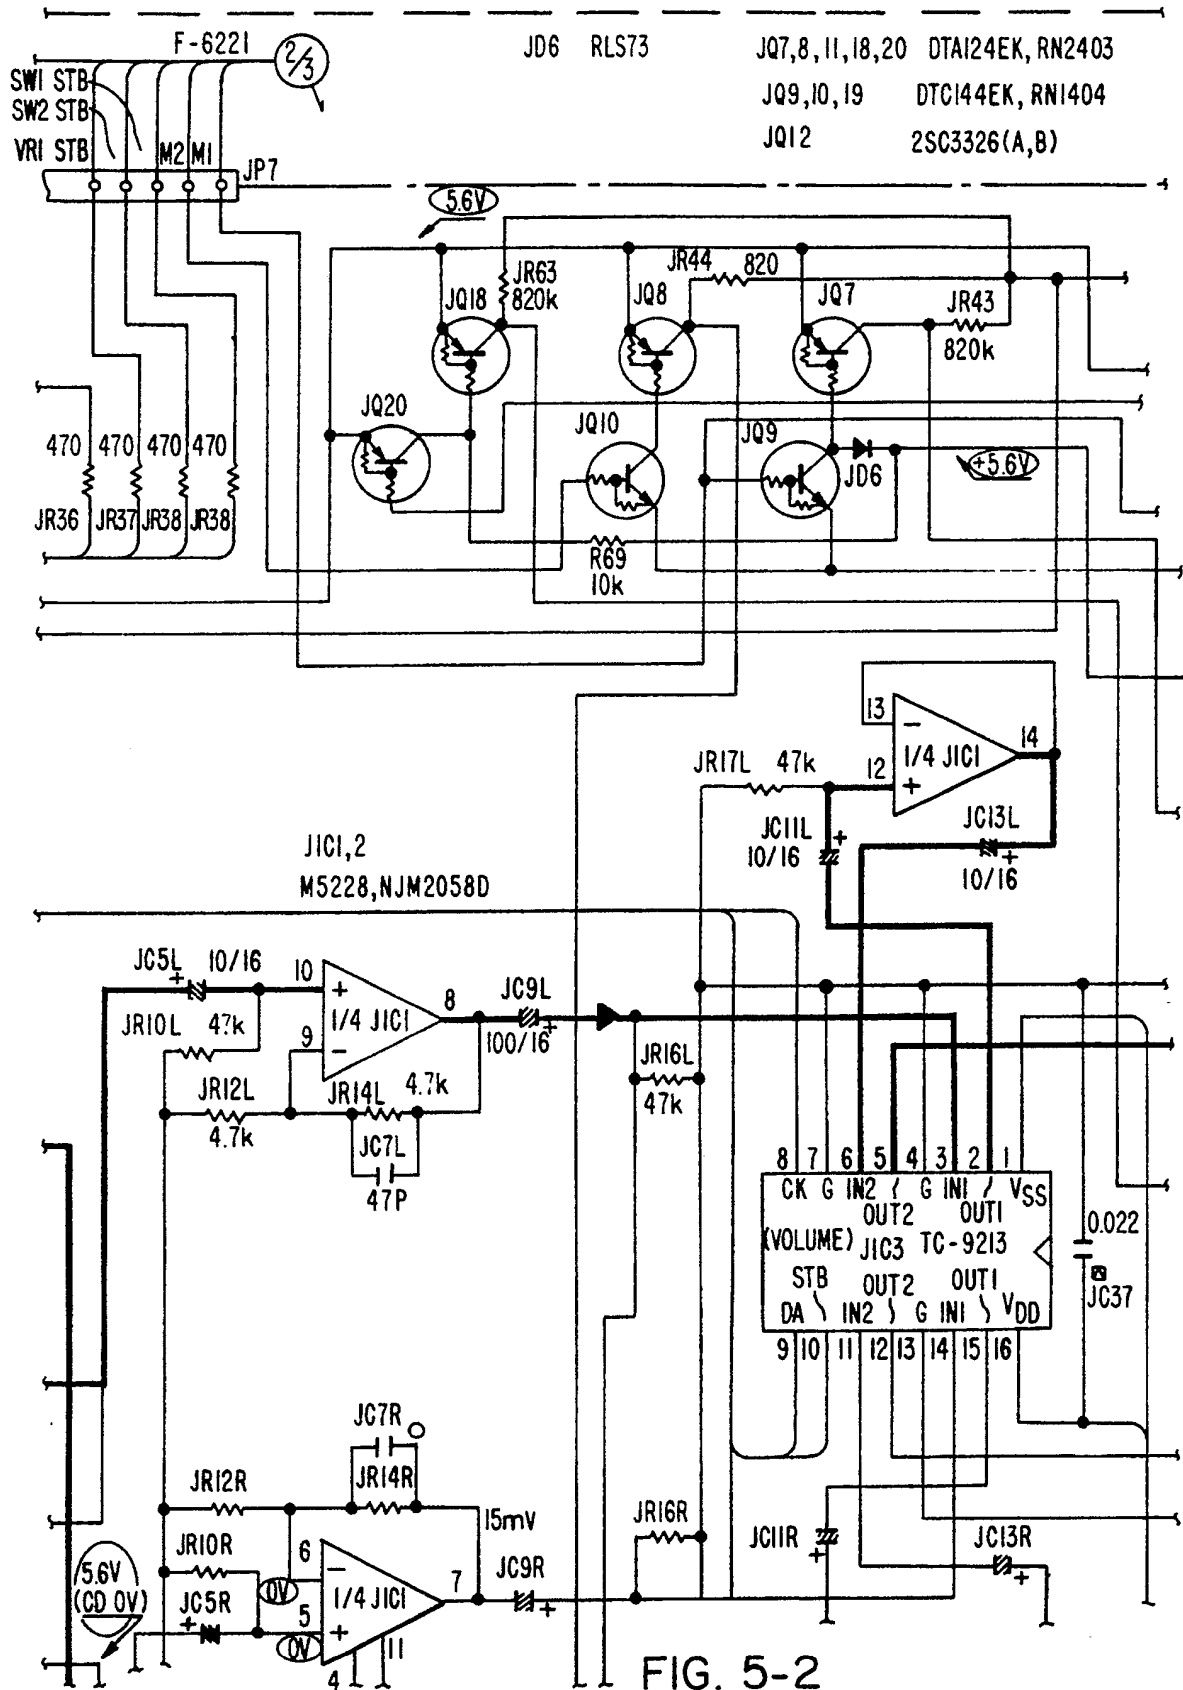 F-6221
2/3
JD6 RLS73
JQ7,8,11,18,20 DTA124EK, RN2403
JQ9,10,19 DTC144EK, RN1404
JQ12 2SC3326(A,B)
SW1 STB
SW2 STB
VR1 STB
M2 M1
JP7
5.6V
JR63
820k
JR44 820
JQ18
JQ8
JQ7
JR43
820k
JQ20
JQ10
JQ9
JD6
+5.6V
470 470 470 470
JR36 JR37 JR38 JR38
R69
10k
13
-
1/4 JIC1
14
12
+
JR17L 47k
JC11L
+
10/16
JC13L
+
10/16
JIC1,2
M5228,NJM2058D
JC5L 10/16
+
10
+
8
JC9L
+
100/16
1/4 JIC1
JR10L 47k
9
-
JR12L
4.7k
JR14L 4.7k
JC7L
47P
JR16L
47k
8 7 6 5 4 3 2 1
CK G IN2 G IN1 VSS
OUT2 OUT1
(VOLUME) JIC3 TC-9213
STB OUT2 OUT1
DA IN2 G IN1 VDD
9 10 11 12 13 14 15 16
0.022
JC37
JC7R
JR14R
JR12R
15mV
JR16R
JC11R
+
JC13R
+
JR10R
6
-
0V
1/4 JIC1
7
JC9R
+
5.6V
(CD 0V)
JC5R
+
5
+
0V
4
11
FIG. 5-2